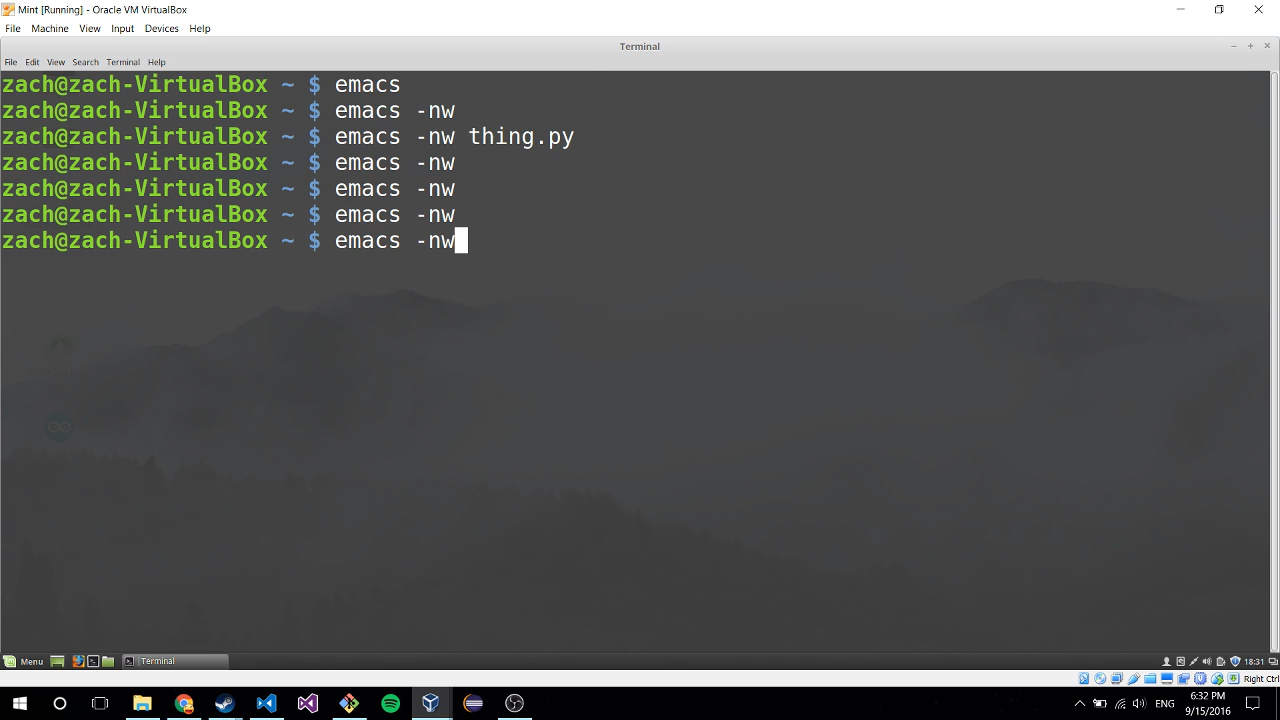 Mint [Running] - Oracle VM VirtualBox
File Machine View Input Devices Help
Terminal
File Edit View Search Terminal Help
zach@zach-VirtualBox ~ $ emacs
zach@zach-VirtualBox ~ $ emacs -nw
zach@zach-VirtualBox ~ $ emacs -nw thing.py
zach@zach-VirtualBox ~ $ emacs -nw
zach@zach-VirtualBox ~ $ emacs -nw
zach@zach-VirtualBox ~ $ emacs -nw
zach@zach-VirtualBox ~ $ emacs -nw
Menu Terminal 18:31
Right Ctrl
ENG 6:32 PM
9/15/2016